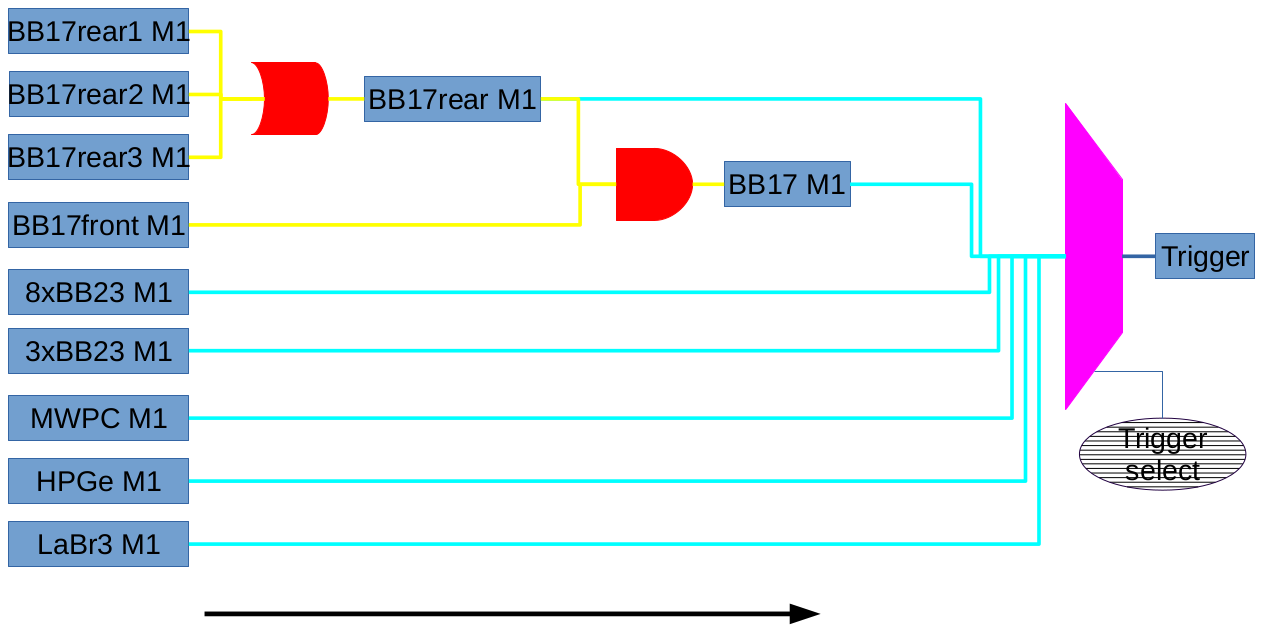 BB17rear1 M1
BB17rear2 M1
BB17rear3 M1
BB17rear M1
BB17front M1
BB17 M1
8xBB23 M1
3xBB23 M1
MWPC M1
HPGe M1
LaBr3 M1
Trigger
Trigger
select